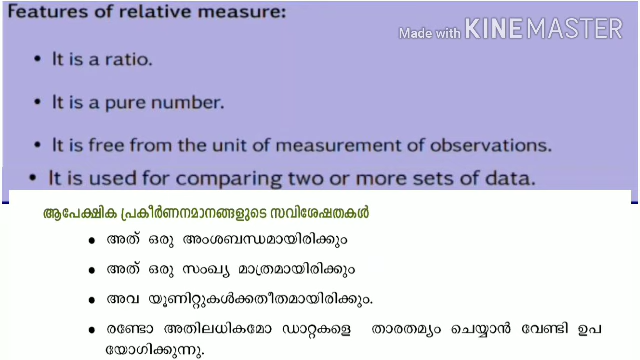 Features of relative measure:
Made with KINEMASTER
• It is a ratio.
• It is a pure number.
• It is free from the unit of measurement of observations.
• It is used for comparing two or more sets of data.
ആപേക്ഷിക പ്രകീർണനമാനങ്ങളുടെ സവിശേഷതകൾ
• അത് ഒരു അംശബന്ധമായിരിക്കും
• അത് ഒരു സംഖ്യ മാത്രമായിരിക്കും
• അവ യൂണിറ്റുകൾക്കതീതമായിരിക്കും.
• രണ്ടോ അതിലധികമോ ഡാറ്റകളെ താരതമ്യം ചെയ്യാൻ വേണ്ടി ഉപ
യോഗിക്കുന്നു.